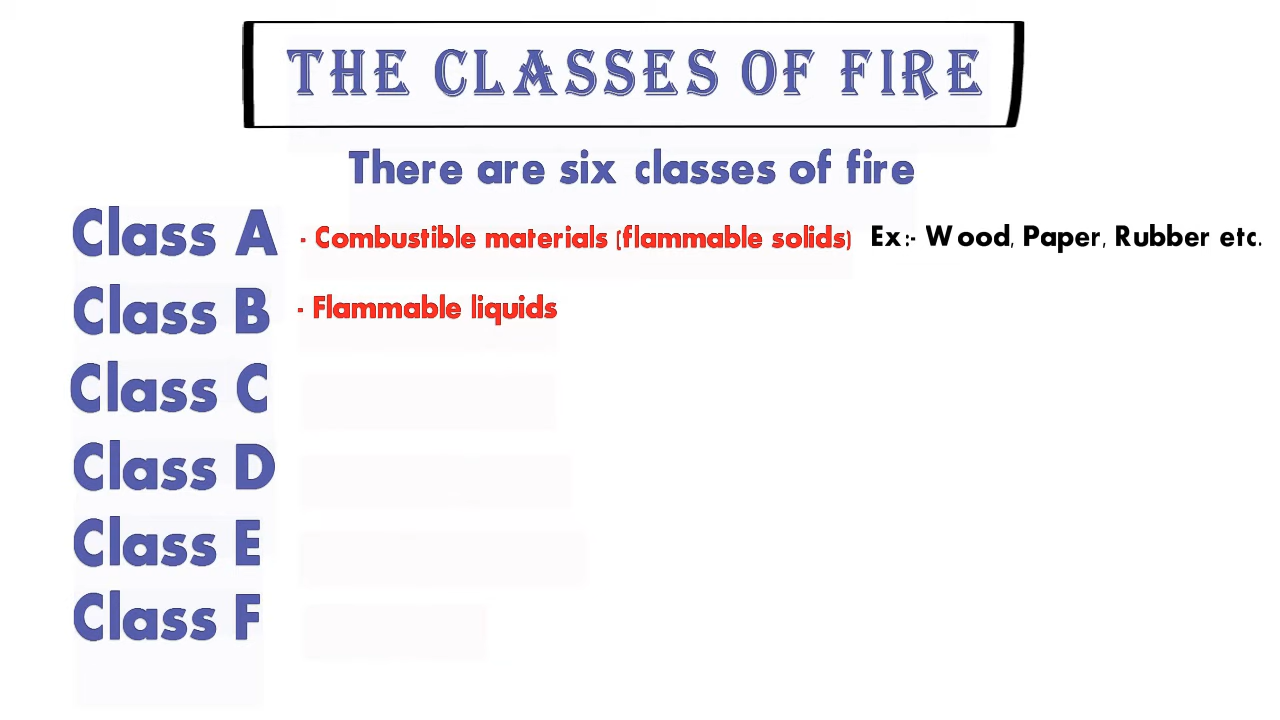 THE CLASSES OF FIRE
There are six classes of fire
Class A - Combustible materials (flammable solids) Ex:- Wood, Paper, Rubber etc.
Class B - Flammable liquids
Class C
Class D
Class E
Class F